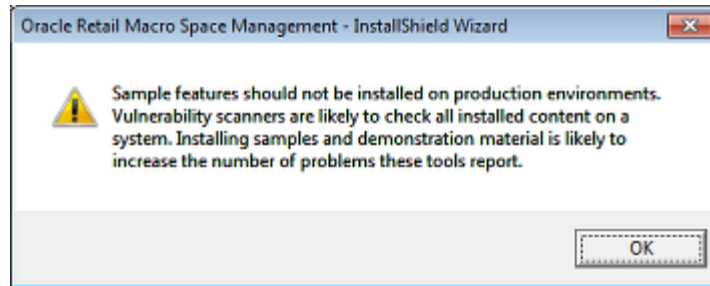 Oracle Retail Macro Space Management - InstallShield Wizard
Sample features should not be installed on production environments.
Vulnerability scanners are likely to check all installed content on a
system. Installing samples and demonstration material is likely to
increase the number of problems these tools report.
OK